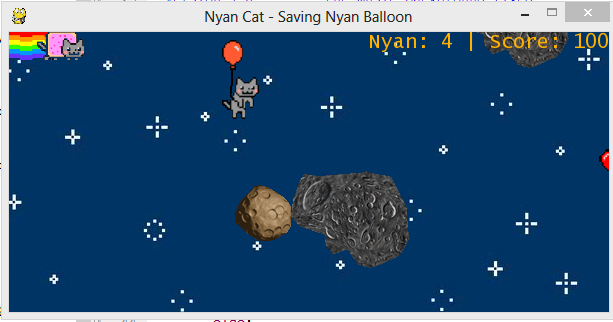 Nyan Cat - Saving Nyan Balloon
Nyan: 4 | Score: 100